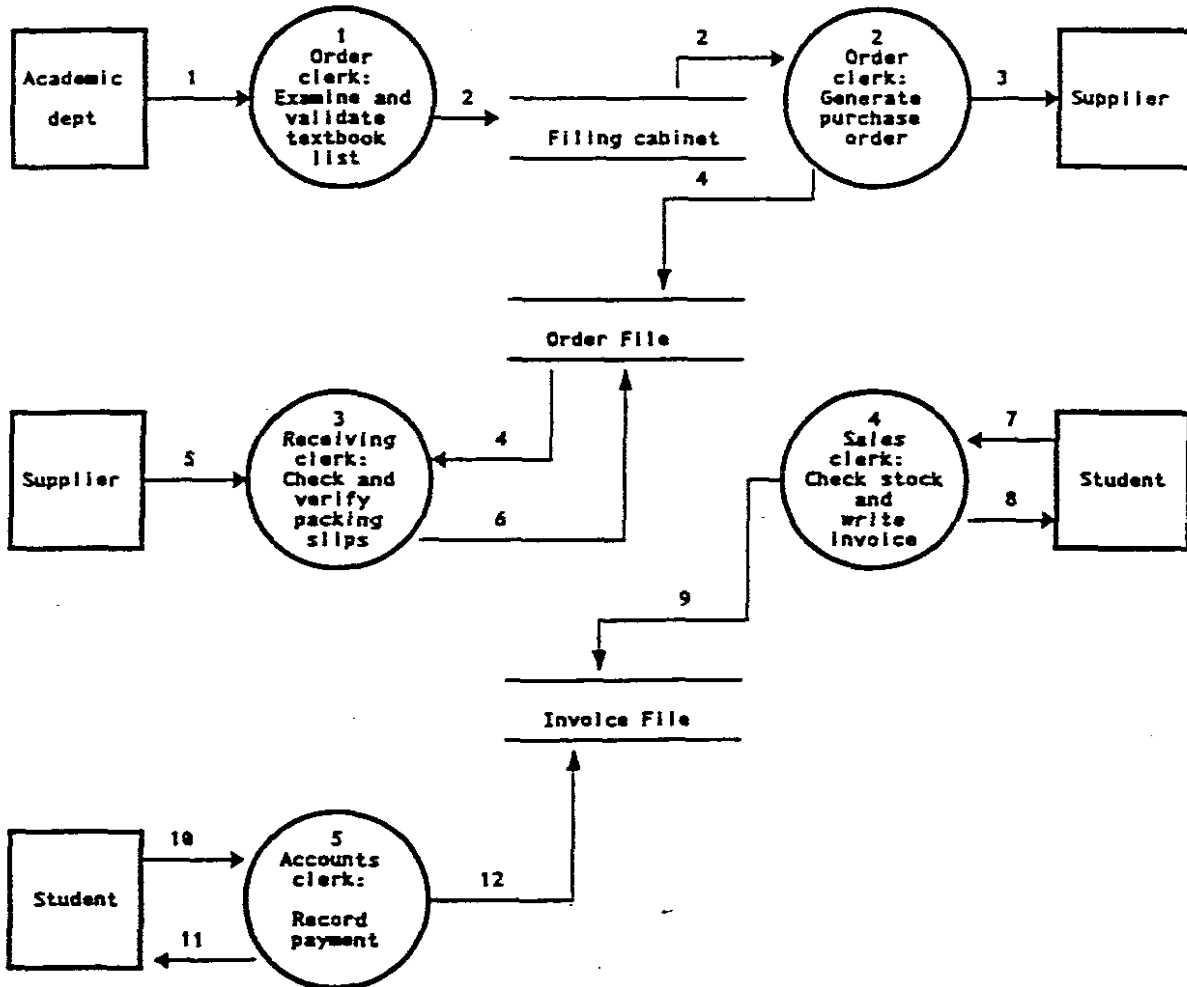 Academic
dept
1
1
Order
clerk:
Examine and
validate
textbook
list
2
Filing cabinet
2
2
Order
clerk:
Generate
purchase
order
3
Supplier
4
Order File
Supplier
5
3
Receiving
clerk:
Check and
verify
packing
slips
4
6
4
Sales
clerk:
Check stock
and
write
invoice
7
8
Student
9
Invoice File
Student
10
11
5
Accounts
clerk:
Record
payment
12